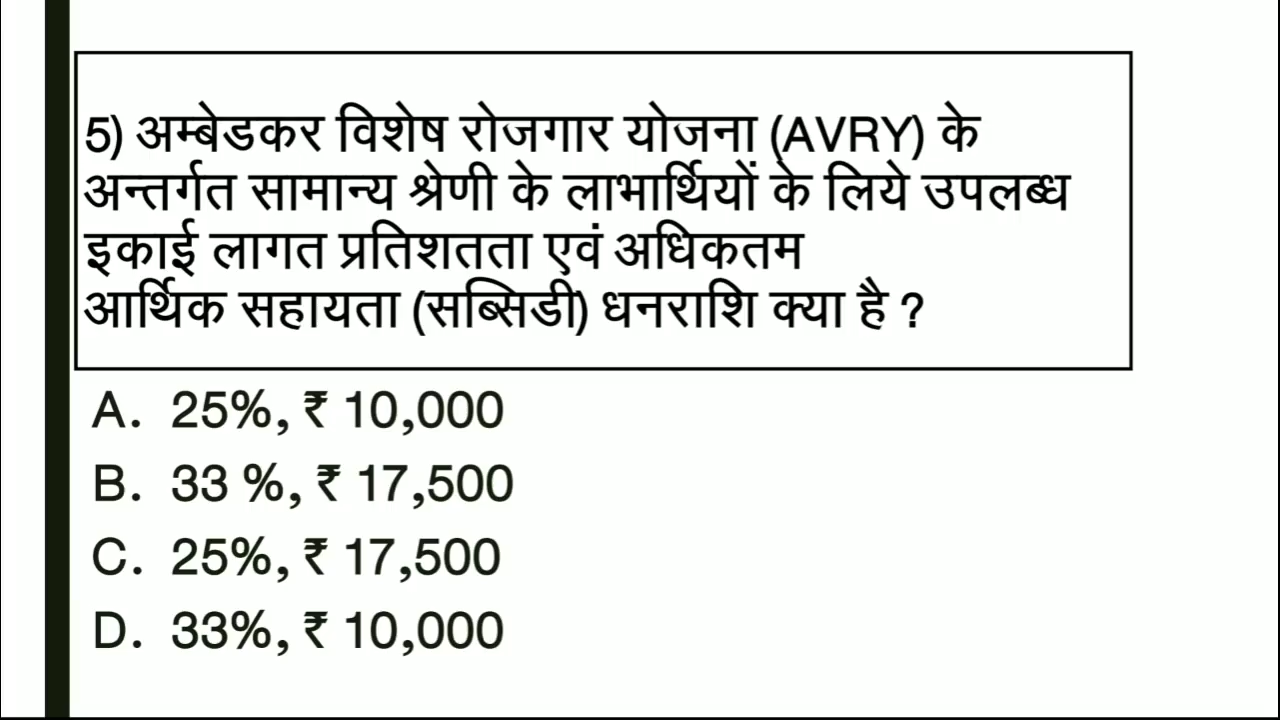 5) अम्बेडकर विशेष रोजगार योजना (AVRY) के
अन्तर्गत सामान्य श्रेणी के लाभार्थियों के लिये उपलब्ध
इकाई लागत प्रतिशतता एवं अधिकतम
आर्थिक सहायता (सब्सिडी) धनराशि क्या है ?
A. 25%, ₹ 10,000
B. 33 %, ₹ 17,500
C. 25%, ₹ 17,500
D. 33%, ₹ 10,000